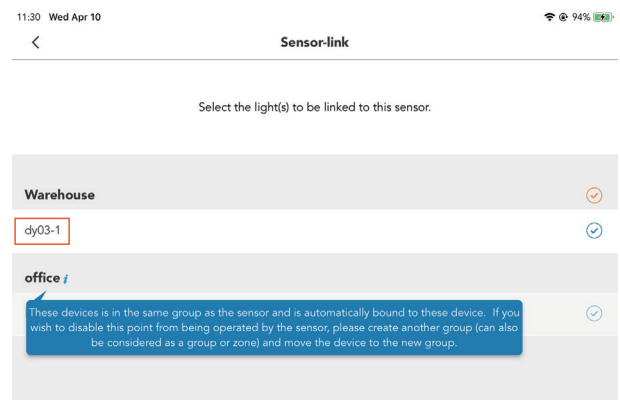 11:30 Wed Apr 10
94%
Sensor-link
Select the light(s) to be linked to this sensor.
Warehouse
dy03-1
office i
These devices is in the same group as the sensor and is automatically bound to these device. If you
wish to disable this point from being operated by the sensor, please create another group (can also
be considered as a group or zone) and move the device to the new group.